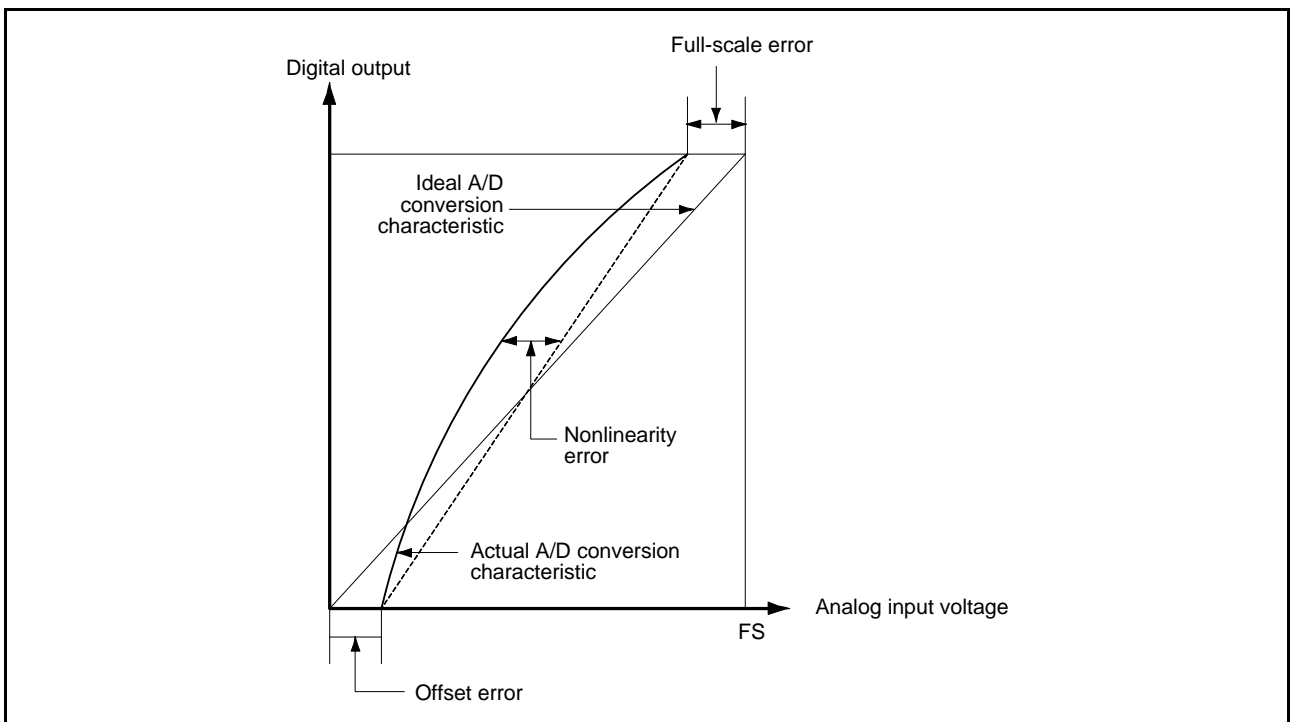 Full-scale error
Digital output
Ideal A/D
conversion
characteristic
Nonlinearity
error
Actual A/D conversion
characteristic
Analog input voltage
FS
Offset error